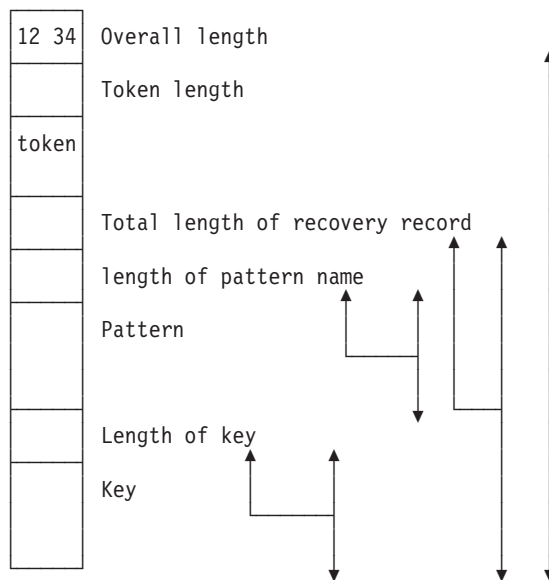 12 34 Overall length
Token length
token
Total length of recovery record
length of pattern name
Pattern
Length of key
Key